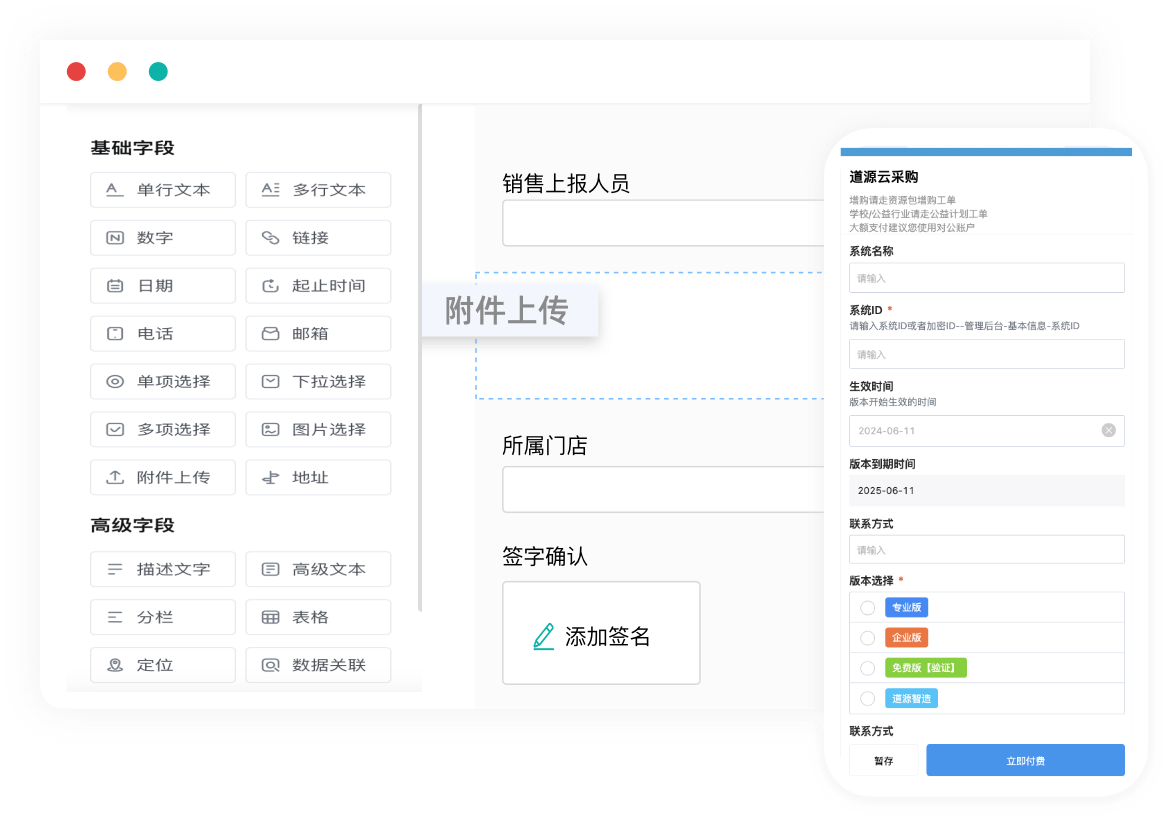 基础字段
单行文本
多行文本
数字
链接
日期
起止时间
电话
邮箱
单项选择
下拉选择
多项选择
图片选择
附件上传
地址
高级字段
描述文字
高级文本
分栏
表格
定位
数据关联
销售上报人员
附件上传
所属门店
签字确认
添加签名
道源云采购
增购请走资源包增购工单
学校/公益行业请走公益计划工单
大额支付建议您使用对公账户
系统名称
请输入
系统ID *
请输入系统ID或者加密ID--管理后台-基本信息-系统ID
请输入
生效时间
版本开始生效的时间
2024-06-11
版本到期时间
2025-06-11
联系方式
请输入
版本选择 *
专业版
企业版
免费版【验证】
道源智造
联系方式
暂存
立即付费